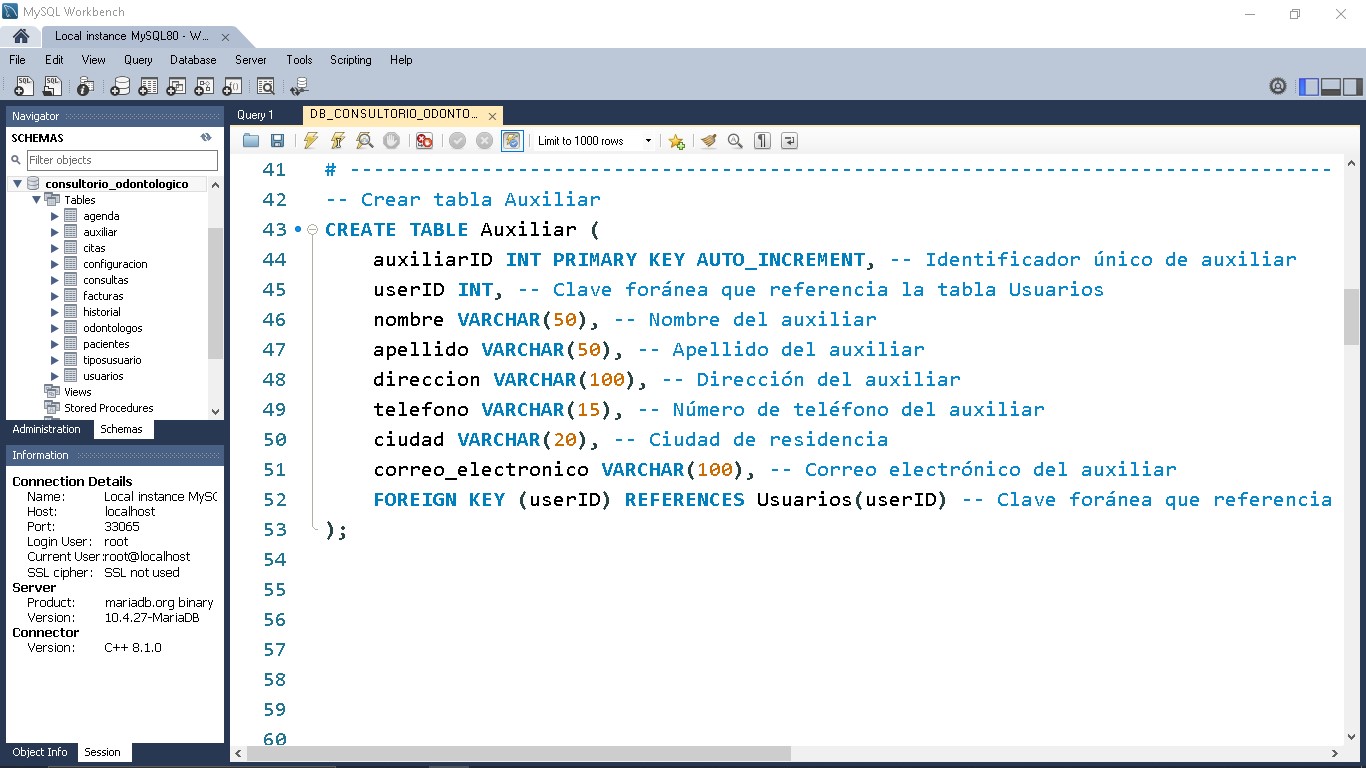 MySQL Workbench
Local instance MySQL80 - W...
File Edit View Query Database Server Tools Scripting Help
Navigator
SCHEMAS
Filter objects
consultorio_odontologico
Tables
agenda
auxiliar
citas
configuracion
consultas
facturas
historial
odontologos
pacientes
tiposusuario
usuarios
Views
Stored Procedures
Administration Schemas
Information
Connection Details
Name: Local instance MySQ
Host: localhost
Port: 33065
Login User: root
Current User: root@localhost
SSL cipher: SSL not used
Server
Product: mariadb.org binary
Version: 10.4.27-MariaDB
Connector
Version: C++ 8.1.0
Object Info Session
Query 1 DB_CONSULTORIO_ODONTO...
Limit to 1000 rows
41 # ----------------------------------------------------------------------------------
42 -- Crear tabla Auxiliar
43 CREATE TABLE Auxiliar (
44 auxiliarID INT PRIMARY KEY AUTO_INCREMENT, -- Identificador único de auxiliar
45 userID INT, -- Clave foránea que referencia la tabla Usuarios
46 nombre VARCHAR(50), -- Nombre del auxiliar
47 apellido VARCHAR(50), -- Apellido del auxiliar
48 direccion VARCHAR(100), -- Dirección del auxiliar
49 telefono VARCHAR(15), -- Número de teléfono del auxiliar
50 ciudad VARCHAR(20), -- Ciudad de residencia
51 correo_electronico VARCHAR(100), -- Correo electrónico del auxiliar
52 FOREIGN KEY (userID) REFERENCES Usuarios(userID) -- Clave foránea que referencia
53 );
54
55
56
57
58
59
60